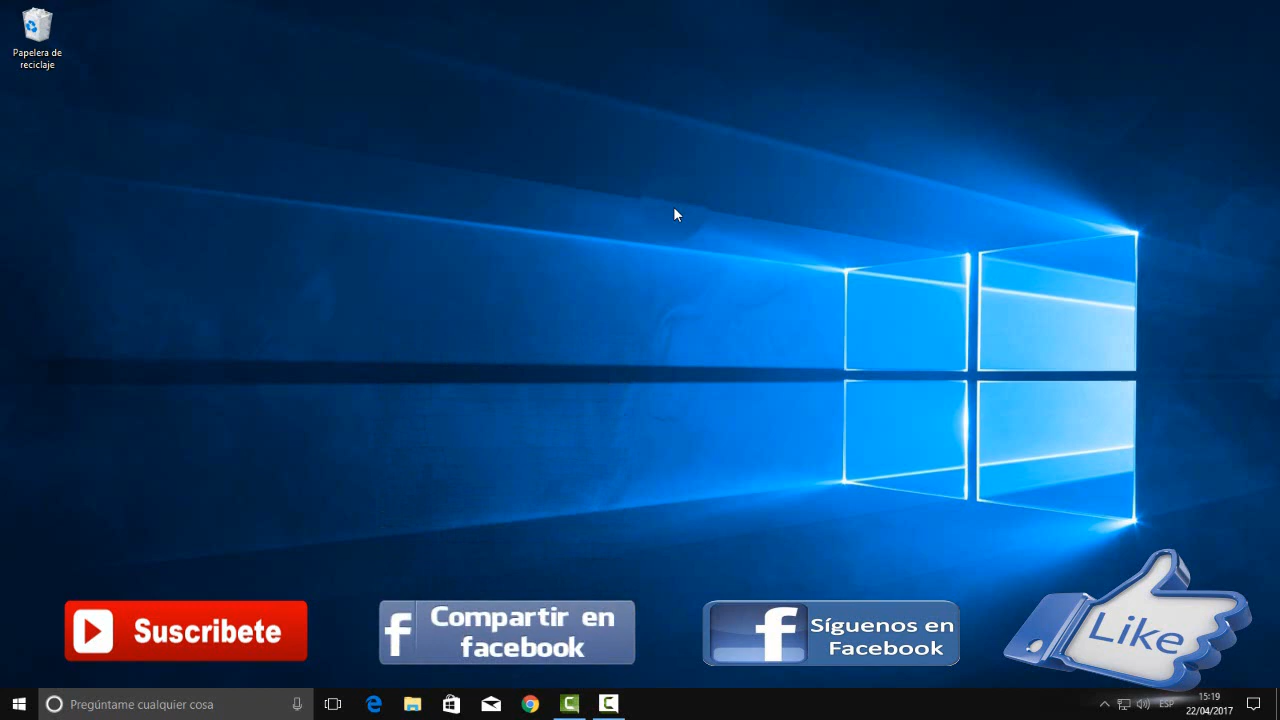 Papelera de
reciclaje
Suscribete
Compartir en
facebook
Síguenos en
Facebook
Like
Pregúntame cualquier cosa
ESP
15:19
22/04/2017